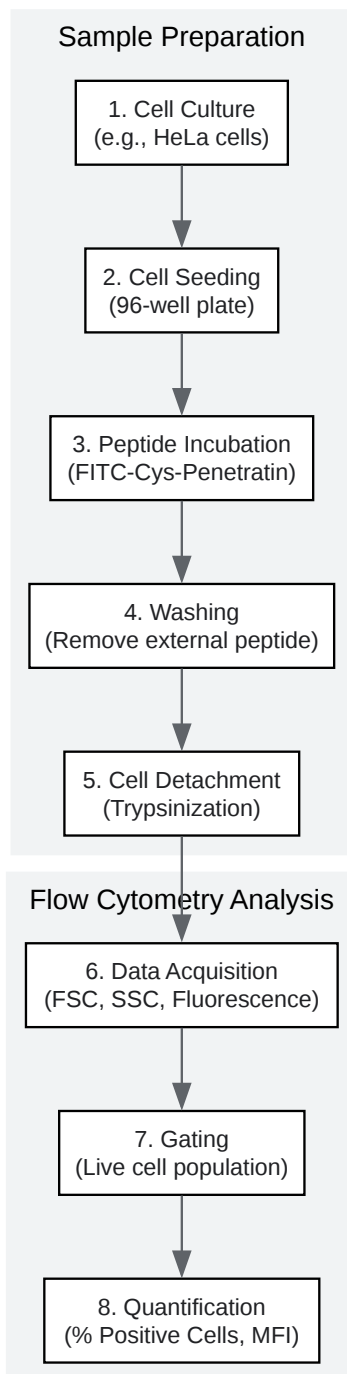 Sample Preparation
1. Cell Culture
(e.g., HeLa cells)
2. Cell Seeding
(96-well plate)
3. Peptide Incubation
(FITC-Cys-Penetratin)
4. Washing
(Remove external peptide)
5. Cell Detachment
(Trypsinization)
Flow Cytometry Analysis
6. Data Acquisition
(FSC, SSC, Fluorescence)
7. Gating
(Live cell population)
8. Quantification
(% Positive Cells, MFI)